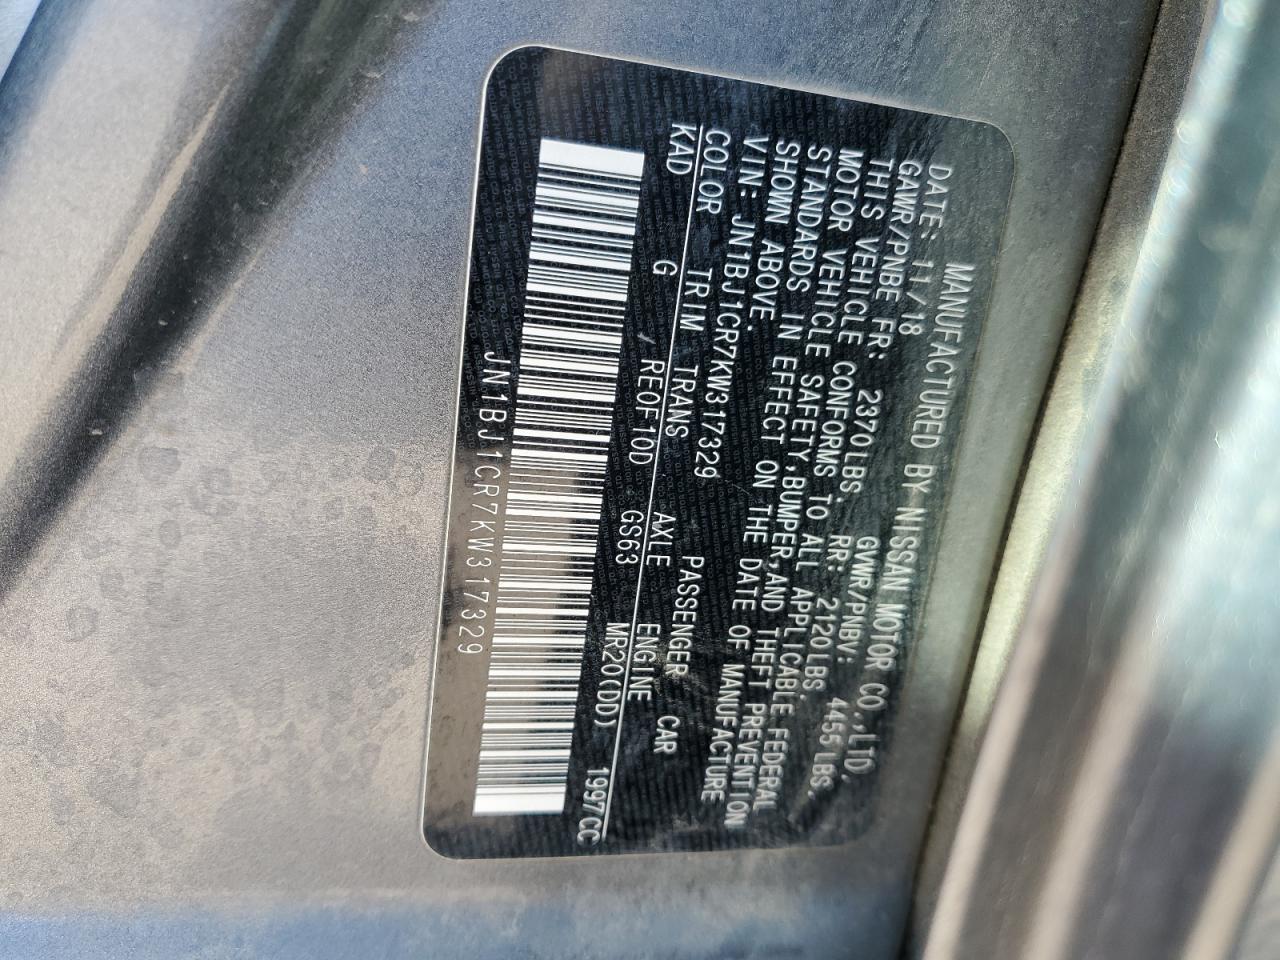 MANUFACTURED BY NISSAN MOTOR CO.,LTD.
DATE: 11/18 GVWR/PNBV: 4455LBS.
GAWR/PNBE FR: 2370LBS. RR: 2120LBS.
THIS VEHICLE CONFORMS TO ALL APPLICABLE FEDERAL
MOTOR VEHICLE SAFETY,BUMPER,AND THEFT PREVENTION
STANDARDS IN EFFECT ON THE DATE OF MANUFACTURE
SHOWN ABOVE.
VIN: JN1BJ1CR7KW317329 PASSENGER CAR
COLOR TRIM TRANS AXLE ENGINE
KAD G / REOF10D GS63 MR20(DD) 1997CC
JN1BJ1CR7KW317329